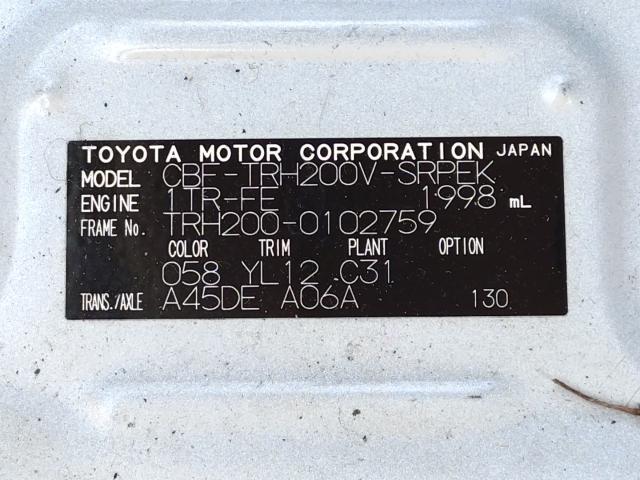 TOYOTA MOTOR CORPORATION JAPAN
MODEL CBF-TRH200V-SRPEK
ENGINE 1TR-FE 1998 mL
FRAME No. TRH200-0102759
COLOR TRIM PLANT OPTION
058 YL12 C31
TRANS./AXLE A45DE A06A 130